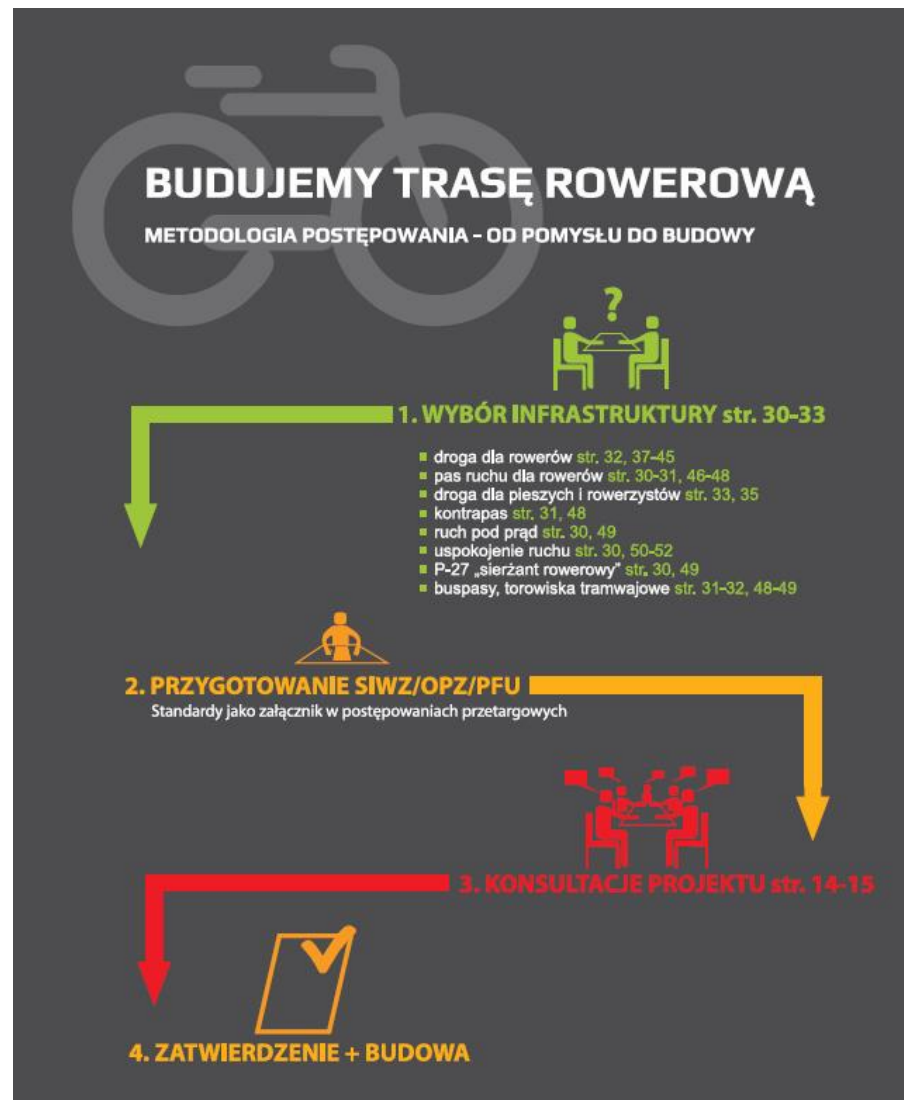 BUDUJEMY TRASĘ ROWEROWĄ
METODOLOGIA POSTĘPOWANIA – OD POMYSŁU DO BUDOWY
?
1. WYBÓR INFRASTRUKTURY str. 30-33
droga dla rowerów str. 32, 37-45
pas ruchu dla rowerów str. 30-31, 46-48
droga dla pieszych i rowerzystów str. 33, 35
kontrapas str. 31, 48
ruch pod prąd str. 30, 49
uspokojenie ruchu str. 30, 50-52
P-27 „sierżant rowerowy” str. 30, 49
buspasy, torowiska tramwajowe str. 31-32, 48-49
2. PRZYGOTOWANIE SIWZ/OPZ/PFU
Standardy jako załącznik w postępowaniach przetargowych
3. KONSULTACJE PROJEKTU str. 14-15
4. ZATWIERDZENIE + BUDOWA